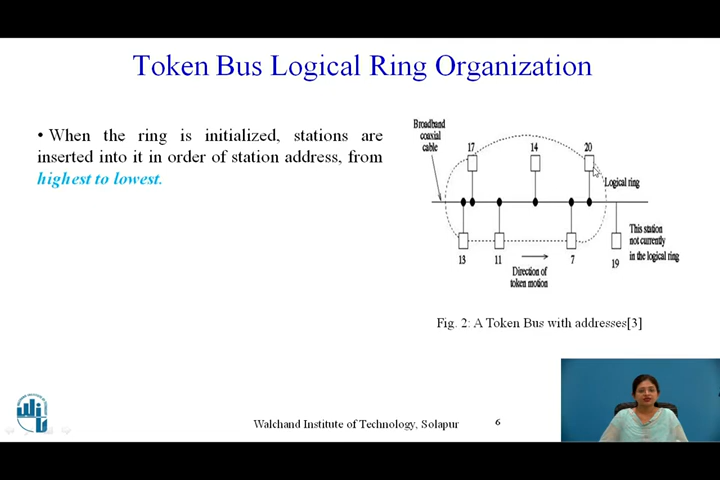 Token Bus Logical Ring Organization
• When the ring is initialized, stations are
inserted into it in order of station address, from
highest to lowest.
Broadband
coaxial
cable
17
14
20
Logical ring
This station
not currently
in the logical ring
13
11
7
19
Direction of
token motion
Fig. 2: A Token Bus with addresses[3]
Walchand Institute of Technology, Solapur
6